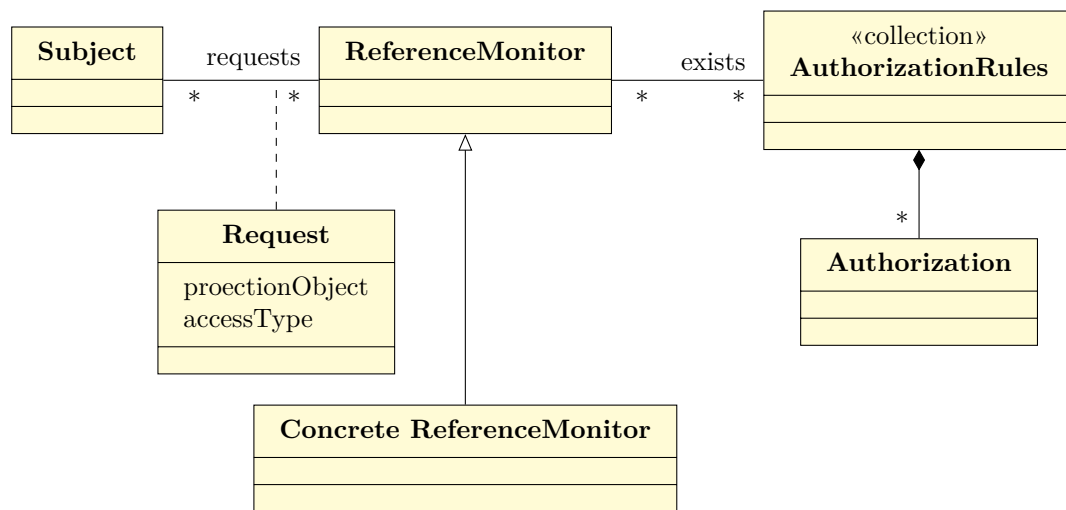 Subject
requests
* *
ReferenceMonitor
exists
* *
«collection»
AuthorizationRules
Request
proectionObject
accessType
*
Authorization
Concrete ReferenceMonitor